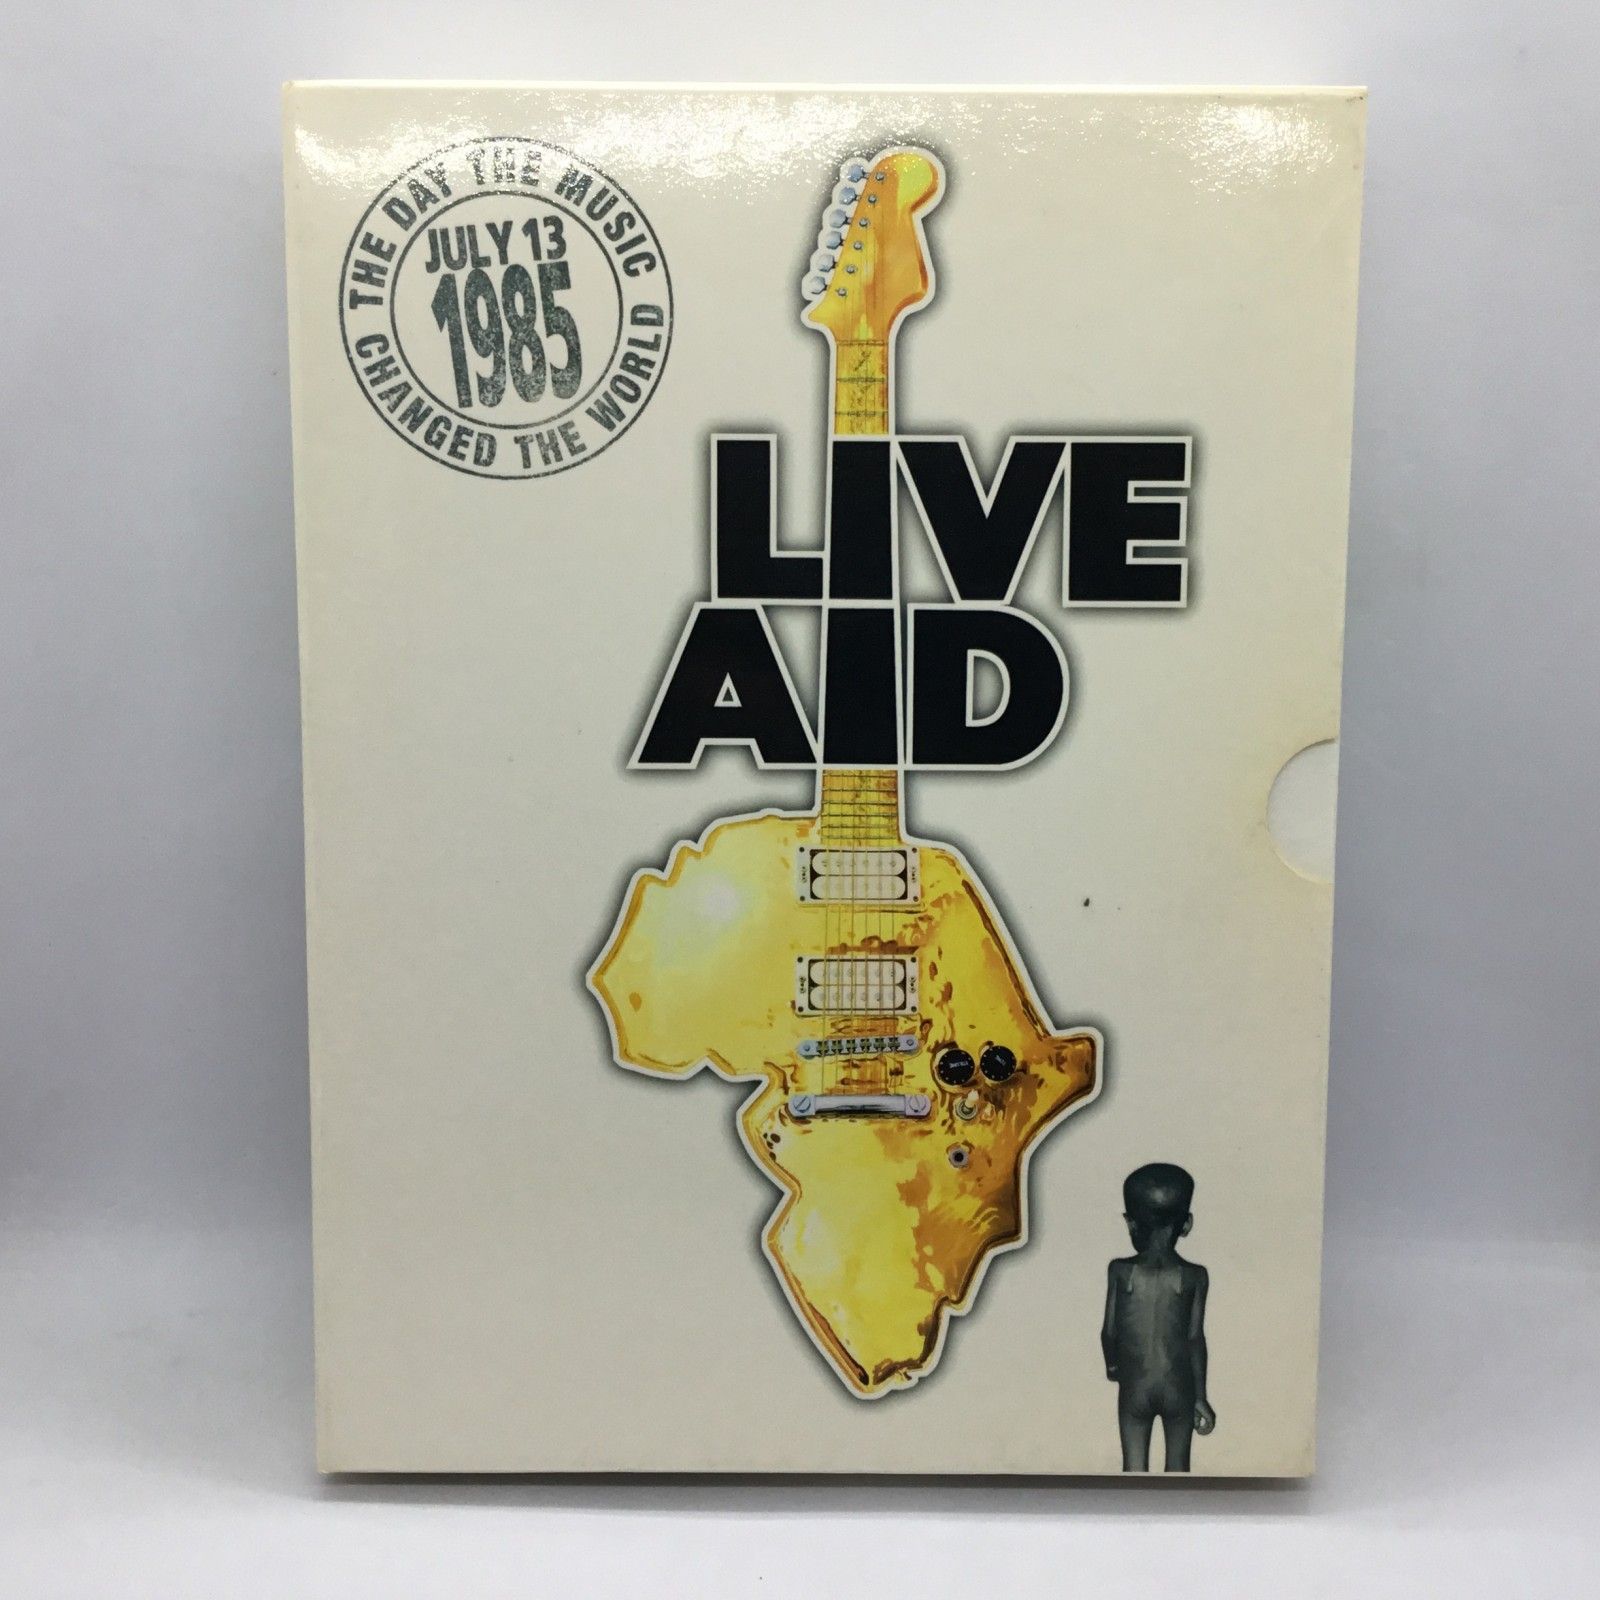 THE DAY THE MUSIC
CHANGED THE WORLD
JULY 13
1985
LIVE
AID